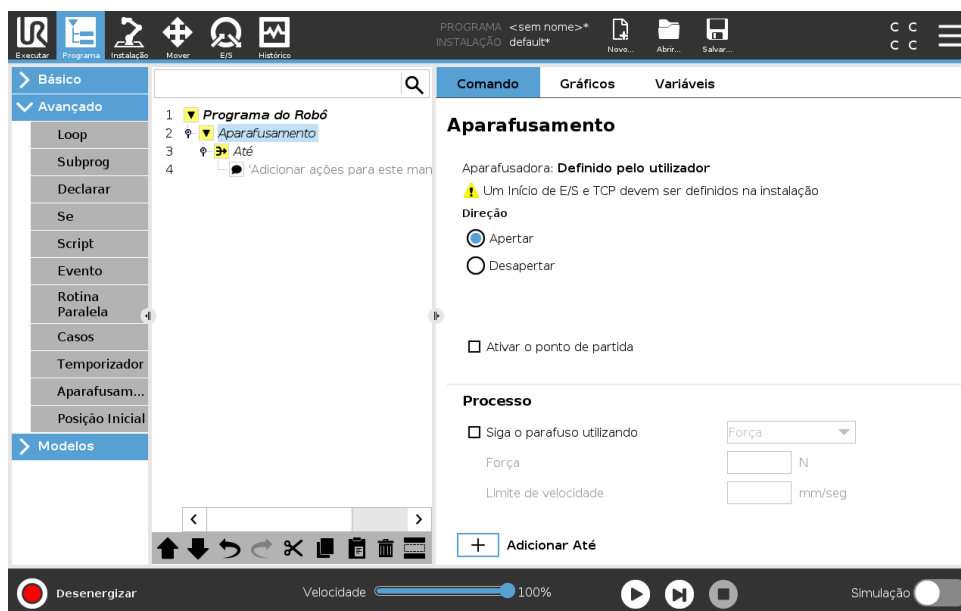 PROGRAMA <sem nome>*
INSTALAÇÃO default*
Executar
Programa
Instalação
Mover
E/S
Histórico
Novo...
Abrir...
Salvar...
C C
C C
Básico
Avançado
Loop
Subprog
Declarar
Se
Script
Evento
Rotina
Paralela
Casos
Temporizador
Aparafusam...
Posição Inicial
Modelos
1 Programa do Robô
2 Aparafusamento
3 Até
4 'Adicionar ações para este man
Comando Gráficos Variáveis
Aparafusamento
Aparafusadora: Definido pelo utilizador
Um Início de E/S e TCP devem ser definidos na instalação
Direção
Apertar
Desapertar
Ativar o ponto de partida
Processo
Siga o parafuso utilizando Força
Força N
Limite de velocidade mm/seg
+ Adicionar Até
Desenergizar
Velocidade 100%
Simulação